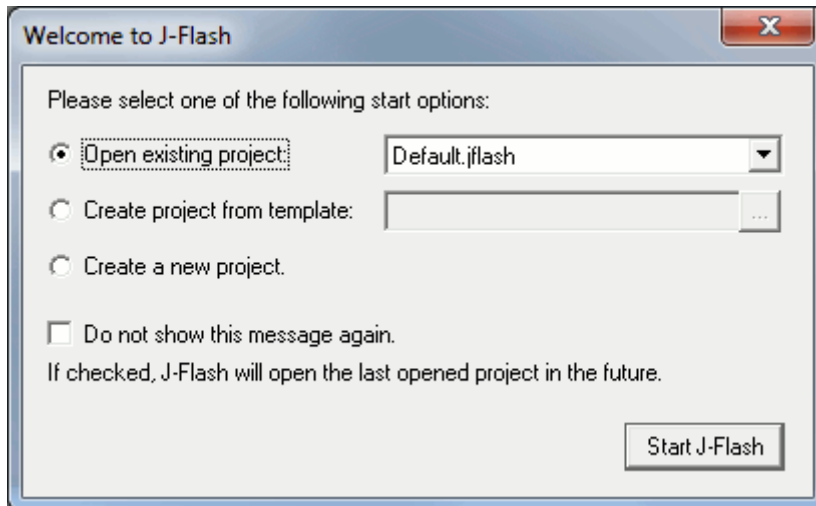 Welcome to J-Flash
Please select one of the following start options:
Open existing project:
Default.jflash
Create project from template:
...
Create a new project.
Do not show this message again.
If checked, J-Flash will open the last opened project in the future.
Start J-Flash